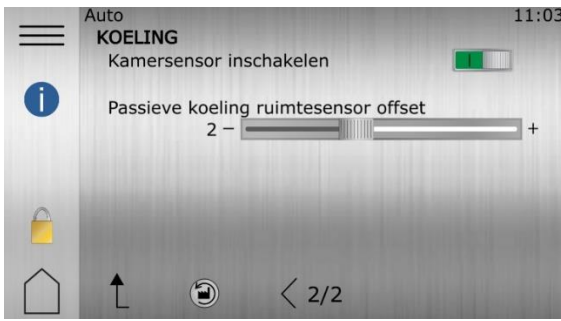 Auto 11:03
KOELING
Kamersensor inschakelen
Passieve koeling ruimtesensor offset
2 − +
2/2